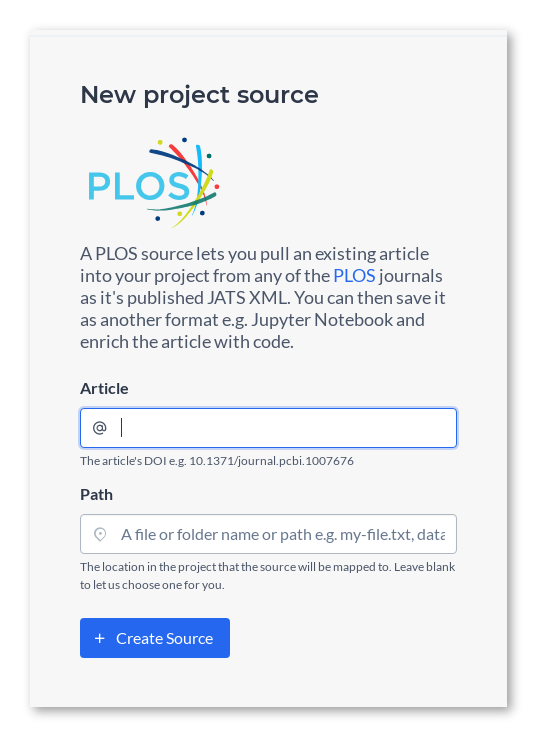 New project source
PLOS
A PLOS source lets you pull an existing article
into your project from any of the PLOS journals
as it's published JATS XML. You can then save it
as another format e.g. Jupyter Notebook and
enrich the article with code.
Article
@
The article's DOI e.g. 10.1371/journal.pcbi.1007676
Path
A file or folder name or path e.g. my-file.txt, data
The location in the project that the source will be mapped to. Leave blank
to let us choose one for you.
+ Create Source